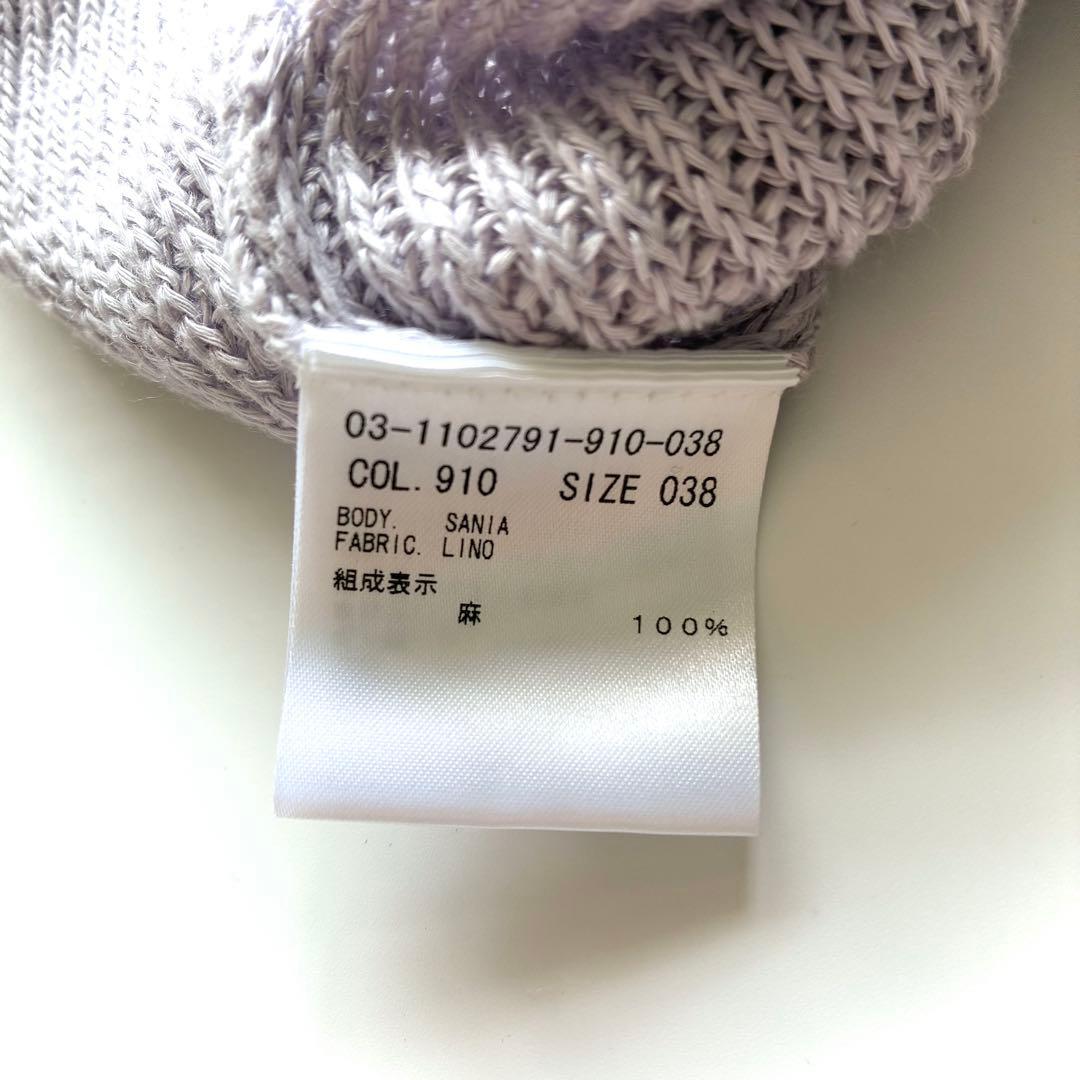 03-1102791-910-038
COL. 910 SIZE 038
BODY. SANIA
FABRIC. LINO
組成表示
麻 100%